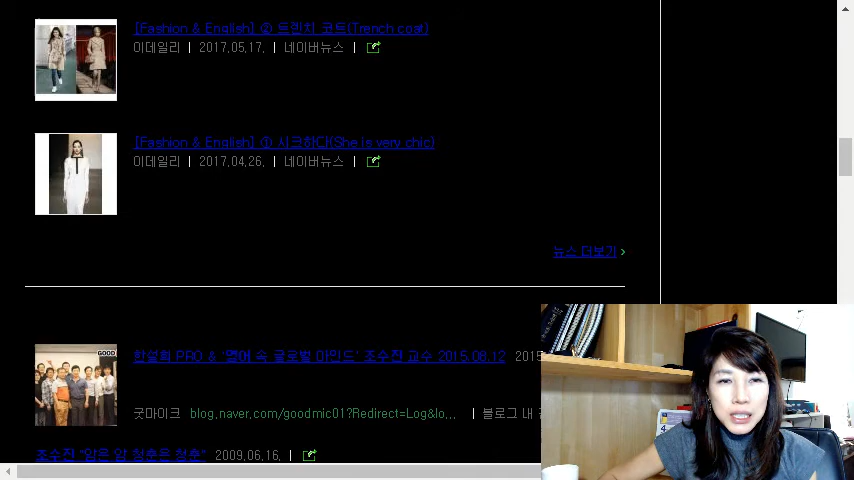 [Fashion & English] ② 트렌치 코트(Trench coat)
이데일리 | 2017.05.17. | 네이버뉴스 |
[Fashion & English] ① 시크하다(She is very chic)
이데일리 | 2017.04.26. | 네이버뉴스 |
뉴스 더보기 ›
GOOD
한설희 PRO & '영어 속 글로벌 마인드' 조수진 교수 2015.08.12 2015
굿마이크 blog.naver.com/goodmic01?Redirect=Log&lo... | 블로그 내
조수진 "암은 암 청춘은 청춘" 2009.06.16. |
4